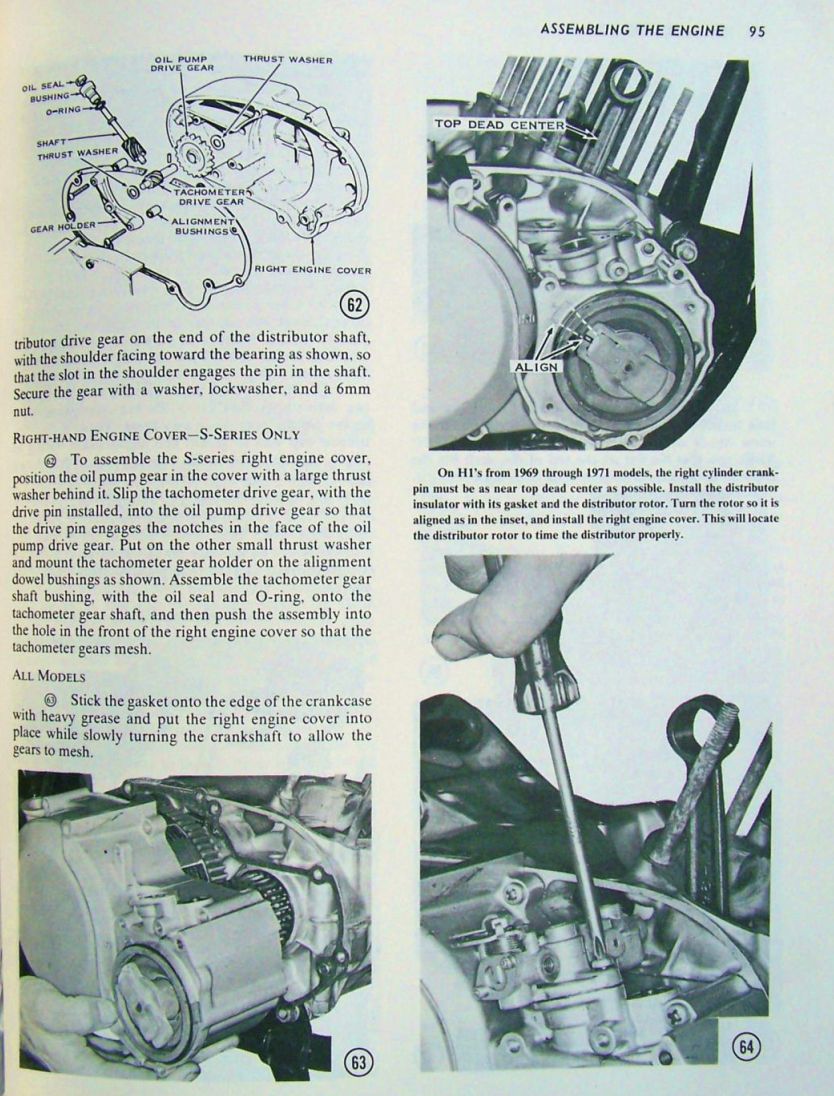 ASSEMBLING THE ENGINE 95
OIL PUMP
DRIVE GEAR
THRUST WASHER
OIL SEAL
BUSHING
O-RING
SHAFT
THRUST WASHER
TACHOMETER
DRIVE GEAR
GEAR HOLDER
ALIGNMENT
BUSHINGS
RIGHT ENGINE COVER
62
tributor drive gear on the end of the distributor shaft,
with the shoulder facing toward the bearing as shown, so
that the slot in the shoulder engages the pin in the shaft.
Secure the gear with a washer, lockwasher, and a 6mm
nut.
RIGHT-HAND ENGINE COVER—S-SERIES ONLY
62 To assemble the S-series right engine cover,
position the oil pump gear in the cover with a large thrust
washer behind it. Slip the tachometer drive gear, with the
drive pin installed, into the oil pump drive gear so that
the drive pin engages the notches in the face of the oil
pump drive gear. Put on the other small thrust washer
and mount the tachometer gear holder on the alignment
dowel bushings as shown. Assemble the tachometer gear
shaft bushing, with the oil seal and O-ring, onto the
tachometer gear shaft, and then push the assembly into
the hole in the front of the right engine cover so that the
tachometer gears mesh.
ALL MODELS
63 Stick the gasket onto the edge of the crankcase
with heavy grease and put the right engine cover into
place while slowly turning the crankshaft to allow the
gears to mesh.
63
TOP DEAD CENTER
ALIGN
On H1's from 1969 through 1971 models, the right cylinder crank-
pin must be as near top dead center as possible. Install the distributor
insulator with its gasket and the distributor rotor. Turn the rotor so it is
aligned as in the inset, and install the right engine cover. This will locate
the distributor rotor to time the distributor properly.
64